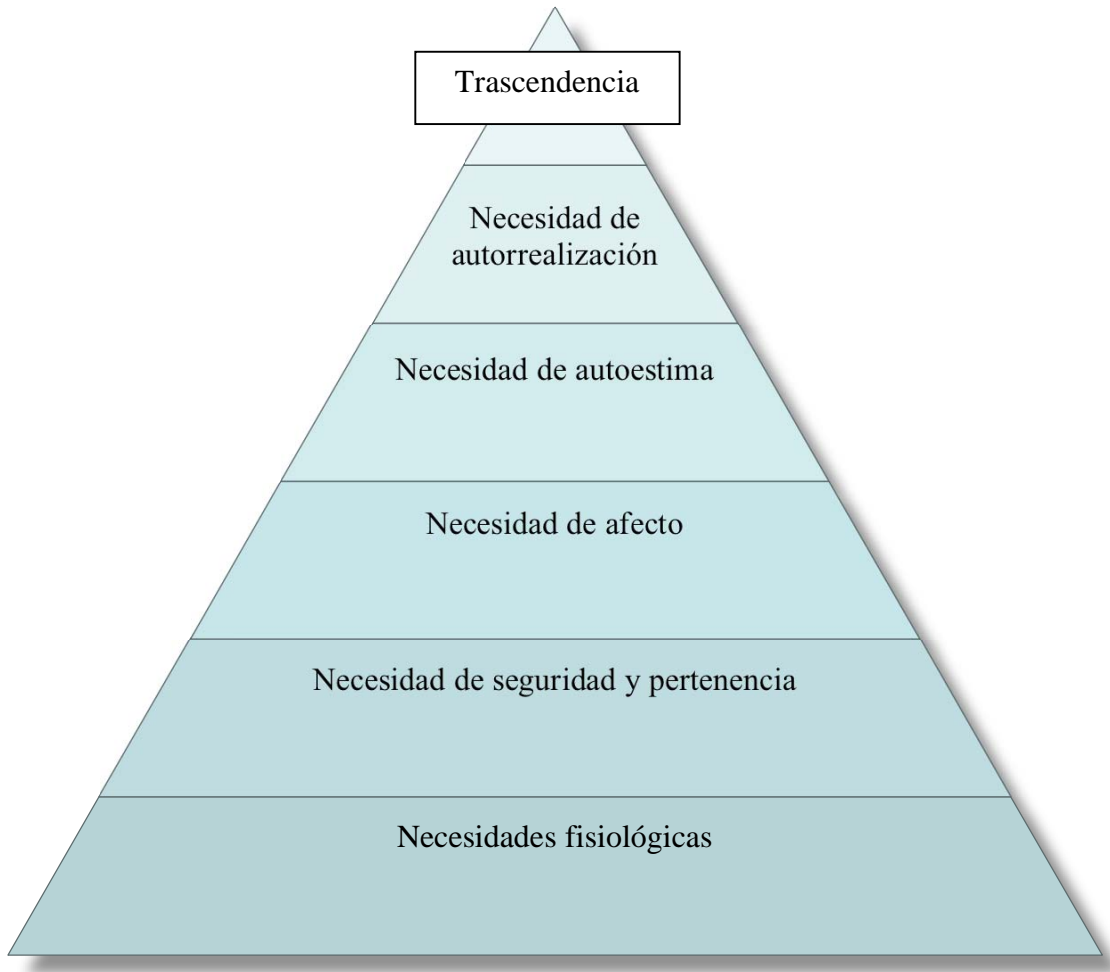 Trascendencia
Necesidad de
autorrealización
Necesidad de autoestima
Necesidad de afecto
Necesidad de seguridad y pertenencia
Necesidades fisiológicas